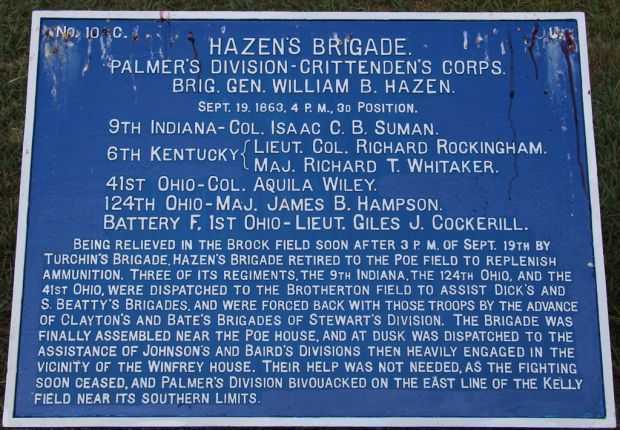 No. 10 C. U.
HAZEN'S BRIGADE.
PALMER'S DIVISION-CRITTENDEN'S CORPS.
BRIG. GEN. WILLIAM B. HAZEN.
SEPT. 19. 1863, 4 P.M., 3D POSITION.
9TH INDIANA-COL. ISAAC C. B. SUMAN.
6TH KENTUCKY { LIEUT. COL. RICHARD ROCKINGHAM.
MAJ. RICHARD T. WHITAKER.
41ST OHIO-COL. AQUILA WILEY.
124TH OHIO-MAJ. JAMES B. HAMPSON.
BATTERY F, 1ST OHIO-LIEUT. GILES J. COCKERILL.
BEING RELIEVED IN THE BROCK FIELD SOON AFTER 3 P.M. OF SEPT. 19TH BY
TURCHIN'S BRIGADE, HAZEN'S BRIGADE RETIRED TO THE POE FIELD TO REPLENISH
AMMUNITION. THREE OF ITS REGIMENTS, THE 9TH INDIANA, THE 124TH OHIO, AND THE
41ST OHIO, WERE DISPATCHED TO THE BROTHERTON FIELD TO ASSIST DICK'S AND
S. BEATTY'S BRIGADES, AND WERE FORCED BACK WITH THOSE TROOPS BY THE ADVANCE
OF CLAYTON'S AND BATE'S BRIGADES OF STEWART'S DIVISION. THE BRIGADE WAS
FINALLY ASSEMBLED NEAR THE POE HOUSE, AND AT DUSK WAS DISPATCHED TO THE
ASSISTANCE OF JOHNSON'S AND BAIRD'S DIVISIONS THEN HEAVILY ENGAGED IN THE
VICINITY OF THE WINFREY HOUSE. THEIR HELP WAS NOT NEEDED, AS THE FIGHTING
SOON CEASED, AND PALMER'S DIVISION BIVOUACKED ON THE EAST LINE OF THE KELLY
FIELD NEAR ITS SOUTHERN LIMITS.